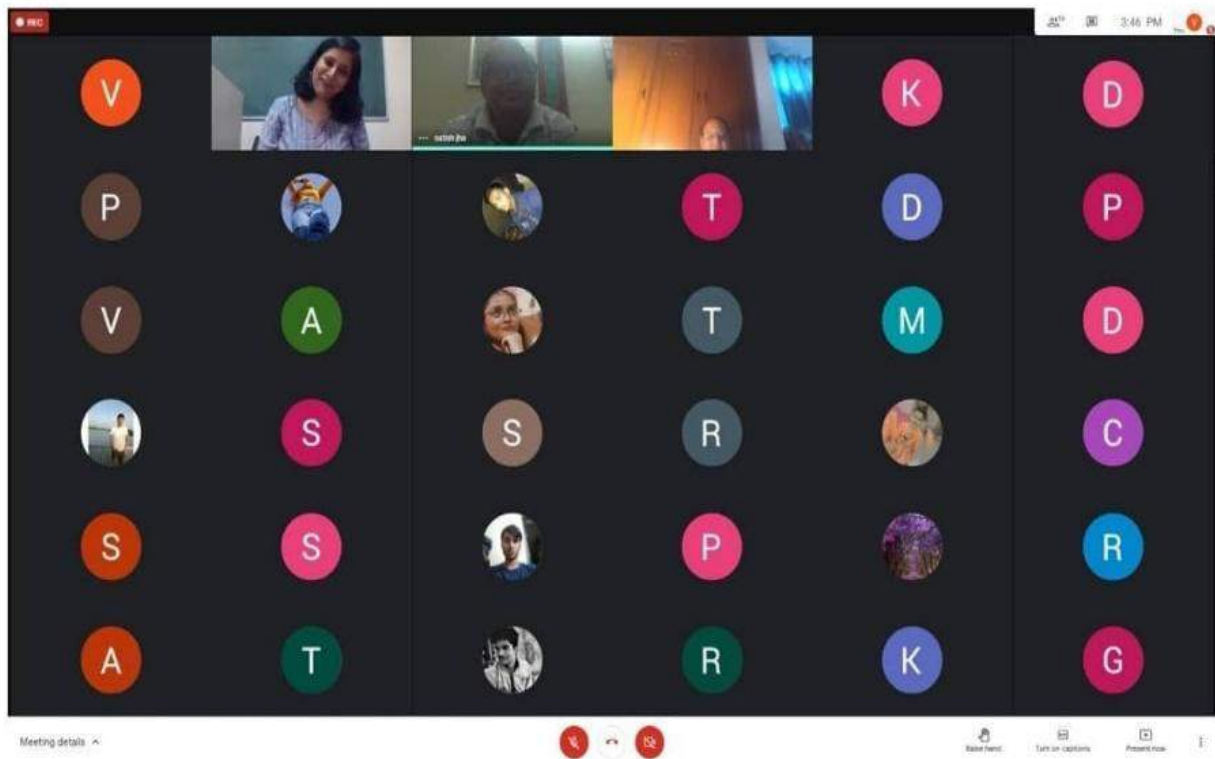 REC
3:46 PM
V
V K D
P T D P
V A T M D
S S R C
S S P R
A T R K G
Meeting details
Raise hand
Turn on captions
Present now